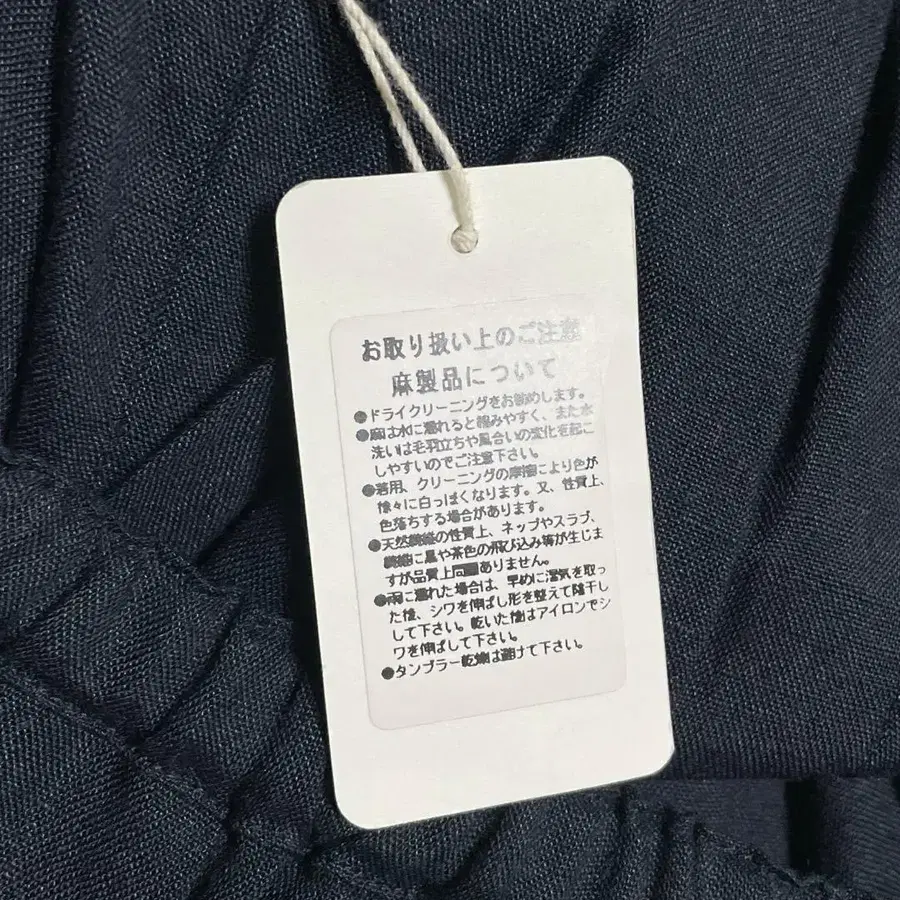 お取り扱い上のご注意
麻製品について
●ドライクリーニングをお勧めします。
●麻は水に濡れると縮みやすく、また水
洗いは毛羽立ちや風合いの変化を起こ
しやすいのでご注意下さい。
●着用、クリーニングの摩擦により色が
徐々に白っぽくなります。又、性質上、
色落ちする場合があります。
●天然繊維の性質上、ネップやスラブ、
繊維に黒や茶色の飛び込み等が生じま
すが品質上問題ありません。
●雨に濡れた場合は、早めに湿気を取っ
た後、シワを伸ばし形を整えて陰干し
して下さい。乾いた後はアイロンでシ
ワを伸ばして下さい。
●タンブラー乾燥は避けて下さい。